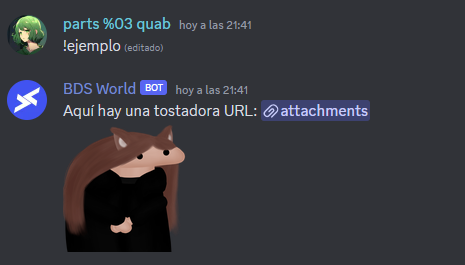 parts %03 quab hoy a las 21:41
!ejemplo (editado)
BDS World BOT hoy a las 21:41
Aquí hay una tostadora URL: attachments